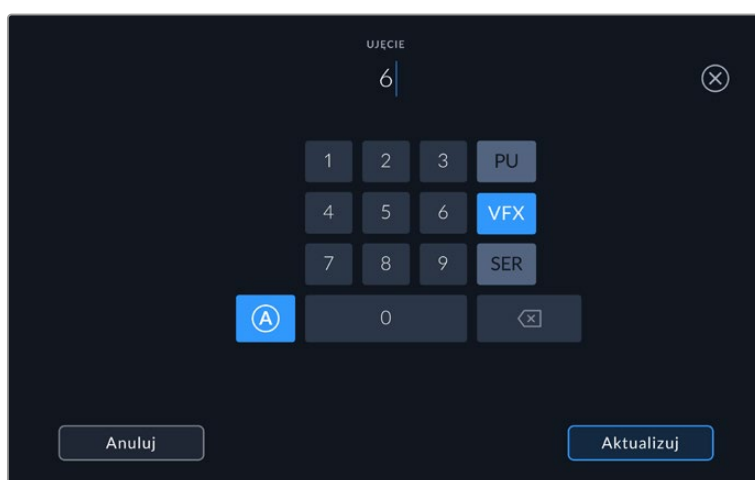 UJĘCIE
6
1 2 3 PU
4 5 6 VFX
7 8 9 SER
A 0
Anuluj Aktualizuj